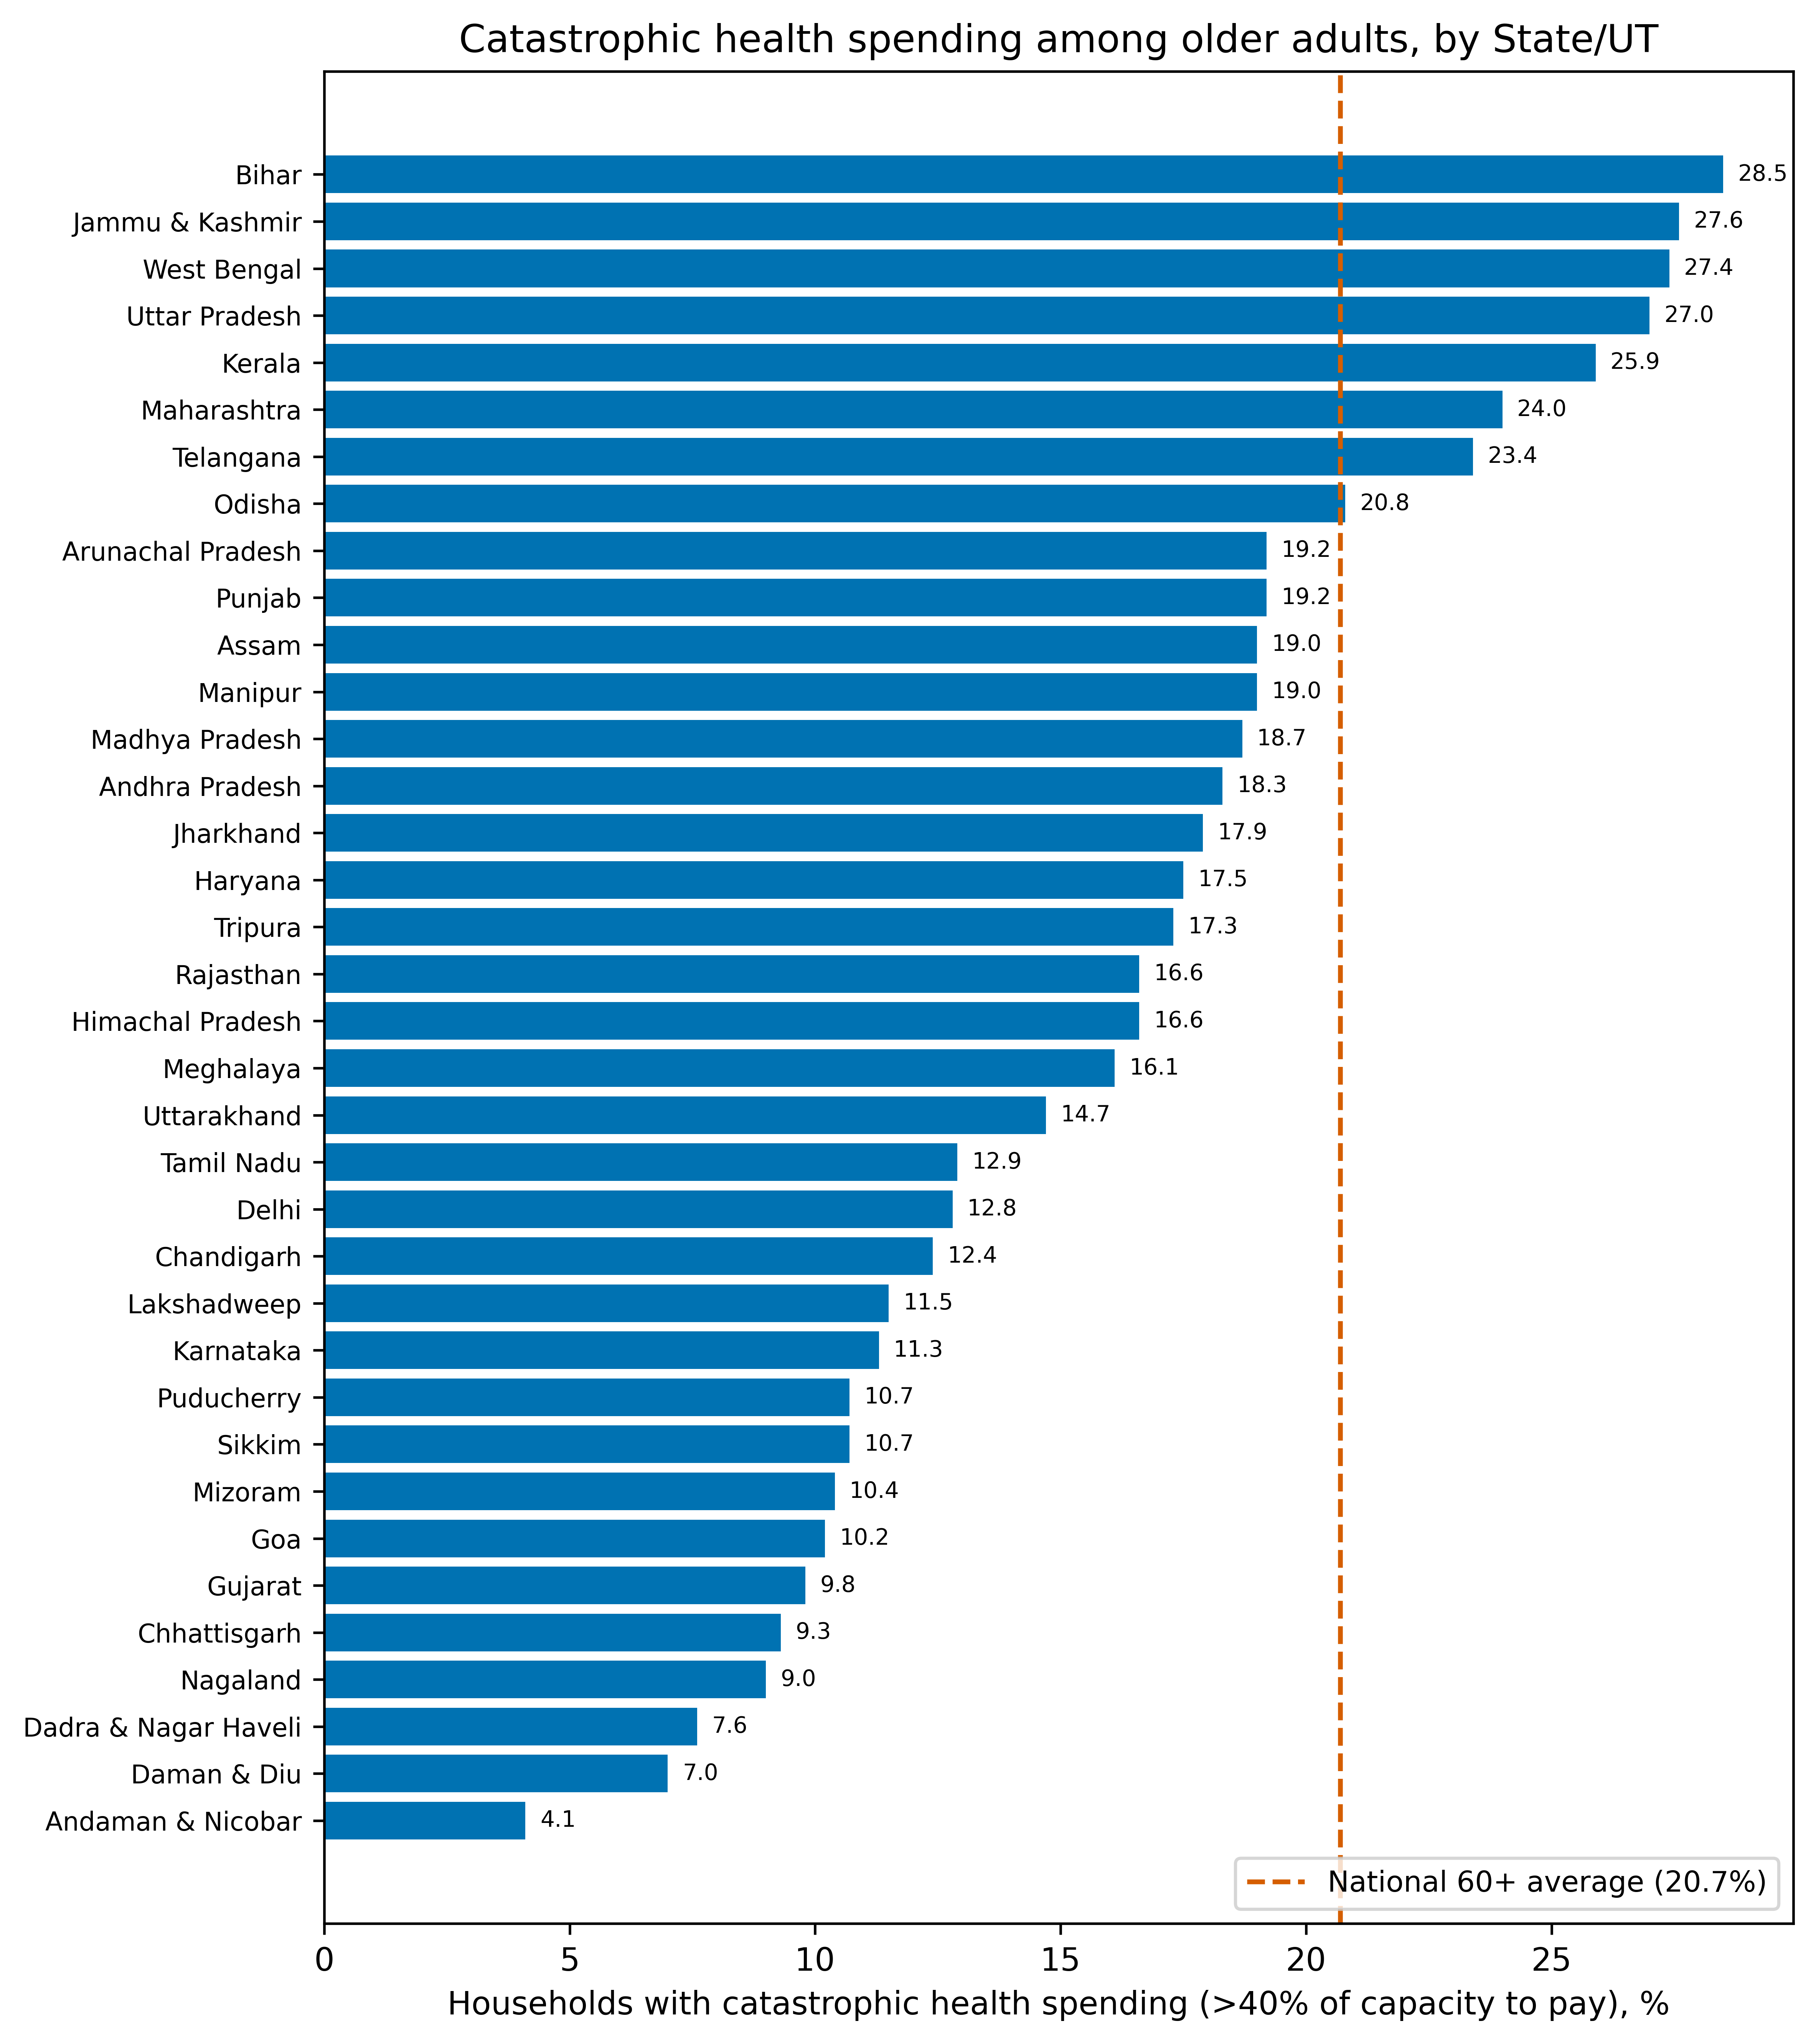 Catastrophic health spending among older adults, by State/UT
Bihar 28.5
Jammu & Kashmir 27.6
West Bengal 27.4
Uttar Pradesh 27.0
Kerala 25.9
Maharashtra 24.0
Telangana 23.4
Odisha 20.8
Arunachal Pradesh 19.2
Punjab 19.2
Assam 19.0
Manipur 19.0
Madhya Pradesh 18.7
Andhra Pradesh 18.3
Jharkhand 17.9
Haryana 17.5
Tripura 17.3
Rajasthan 16.6
Himachal Pradesh 16.6
Meghalaya 16.1
Uttarakhand 14.7
Tamil Nadu 12.9
Delhi 12.8
Chandigarh 12.4
Lakshadweep 11.5
Karnataka 11.3
Puducherry 10.7
Sikkim 10.7
Mizoram 10.4
Goa 10.2
Gujarat 9.8
Chhattisgarh 9.3
Nagaland 9.0
Dadra & Nagar Haveli 7.6
Daman & Diu 7.0
Andaman & Nicobar 4.1
National 60+ average (20.7%)
0 5 10 15 20 25
Households with catastrophic health spending (>40% of capacity to pay), %